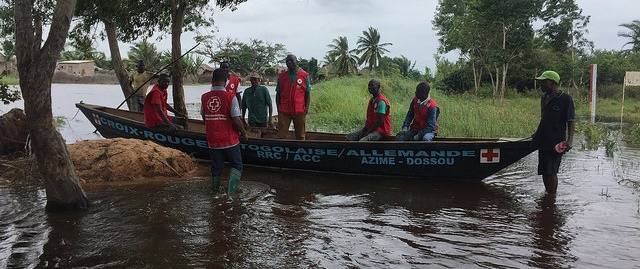 CROIX-ROUGE TOGOLAISE/ALLEMANDE
RRC/ACC AZIME-DOSSOU